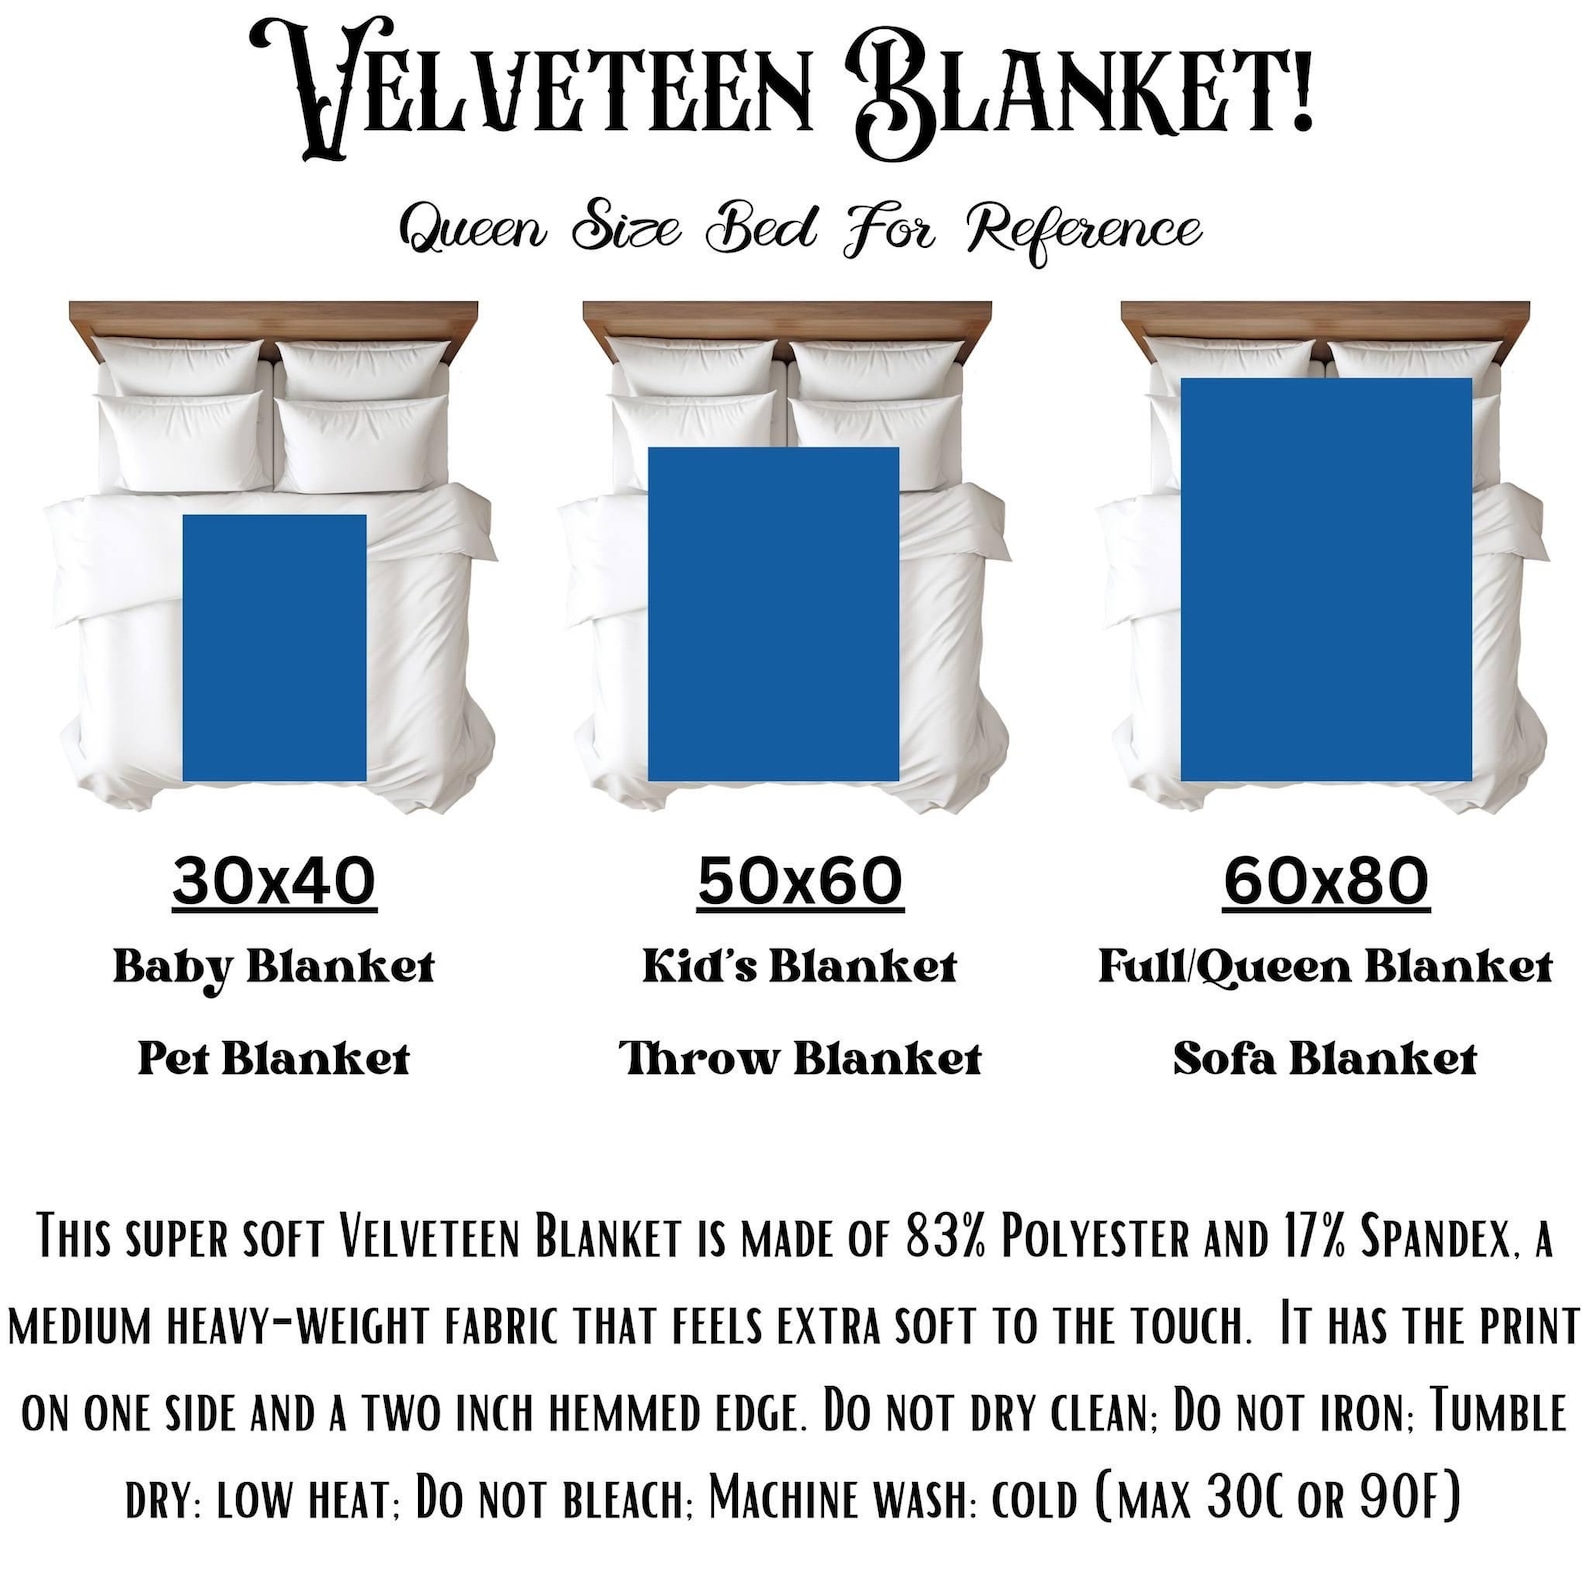 Velveteen Blanket!
Queen Size Bed For Reference
30x40
50x60
60x80
Baby Blanket
Kid's Blanket
Full/Queen Blanket
Pet Blanket
Throw Blanket
Sofa Blanket
This super soft Velveteen Blanket is made of 83% Polyester and 17% Spandex, a
medium heavy-weight fabric that feels extra soft to the touch. It has the print
on one side and a two inch hemmed edge. Do not dry clean; Do not iron; Tumble
dry: low heat; Do not bleach; Machine wash: cold (max 30C or 90F)